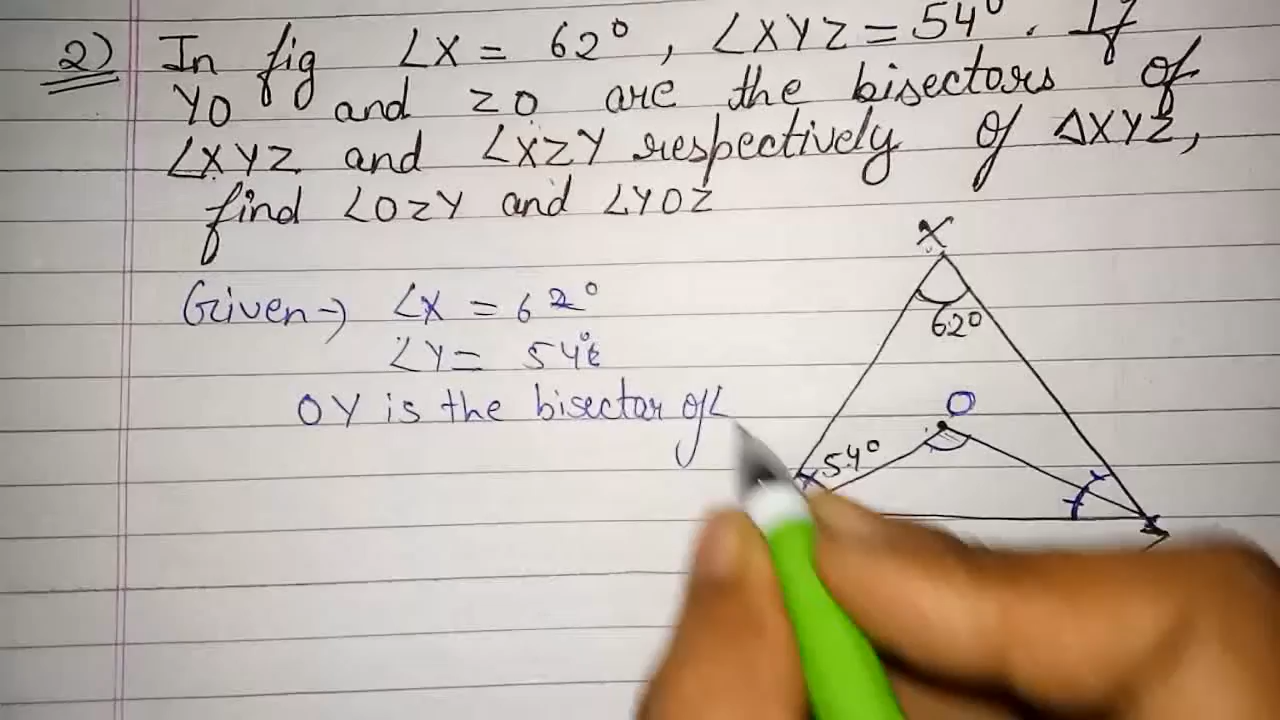 2) In fig ∠X = 62°, ∠XYZ = 54°. If
YO and ZO are the bisectors of
∠XYZ and ∠XZY respectively of ΔXYZ,
find ∠OZY and ∠YOZ
Given→ ∠X = 62°
∠Y = 54°
OY is the bisector of ∠
X
62°
O
54°